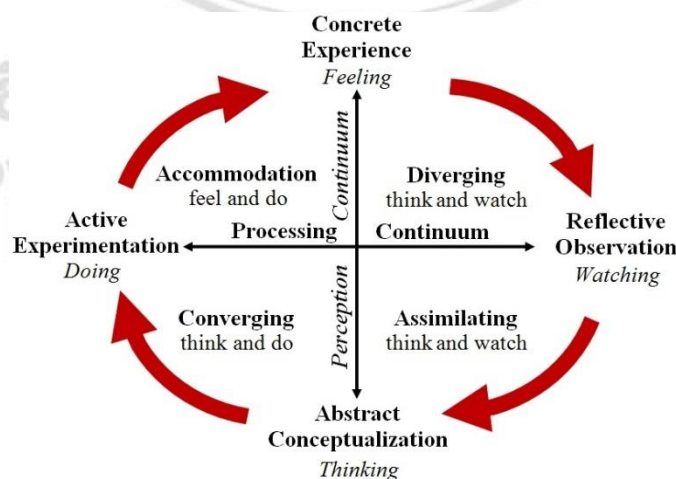 Concrete
Experience
Feeling
Continuum
Accommodation
feel and do
Diverging
think and watch
Active
Experimentation
Doing
Processing
Continuum
Reflective
Observation
Watching
Perception
Converging
think and do
Assimilating
think and watch
Abstract
Conceptualization
Thinking